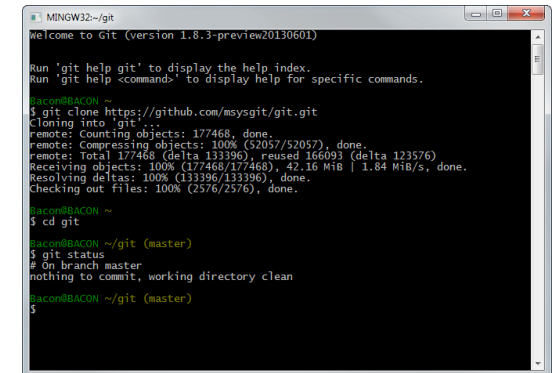 MINGW32:~/git
Welcome to Git (version 1.8.3-preview20130601)
Run 'git help git' to display the help index.
Run 'git help <command>' to display help for specific commands.
Bacon@BACON ~
$ git clone https://github.com/msysgit/git.git
Cloning into 'git'...
remote: Counting objects: 177468, done.
remote: Compressing objects: 100% (52057/52057), done.
remote: Total 177468 (delta 133396), reused 166093 (delta 123576)
Receiving objects: 100% (177468/177468), 42.16 MiB | 1.84 MiB/s, done.
Resolving deltas: 100% (133396/133396), done.
Checking out files: 100% (2576/2576), done.
Bacon@BACON ~
$ cd git
Bacon@BACON ~/git (master)
$ git status
# On branch master
nothing to commit, working directory clean
Bacon@BACON ~/git (master)
$